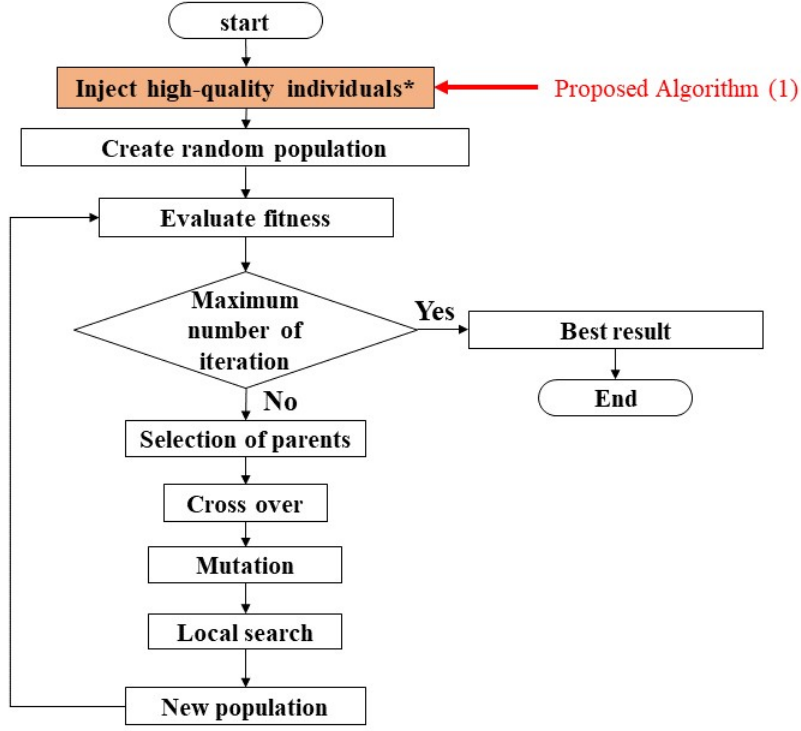 start
Inject high-quality individuals*
Proposed Algorithm (1)
Create random population
Evaluate fitness
Maximum
number of
iteration
Yes
Best result
End
No
Selection of parents
Cross over
Mutation
Local search
New population